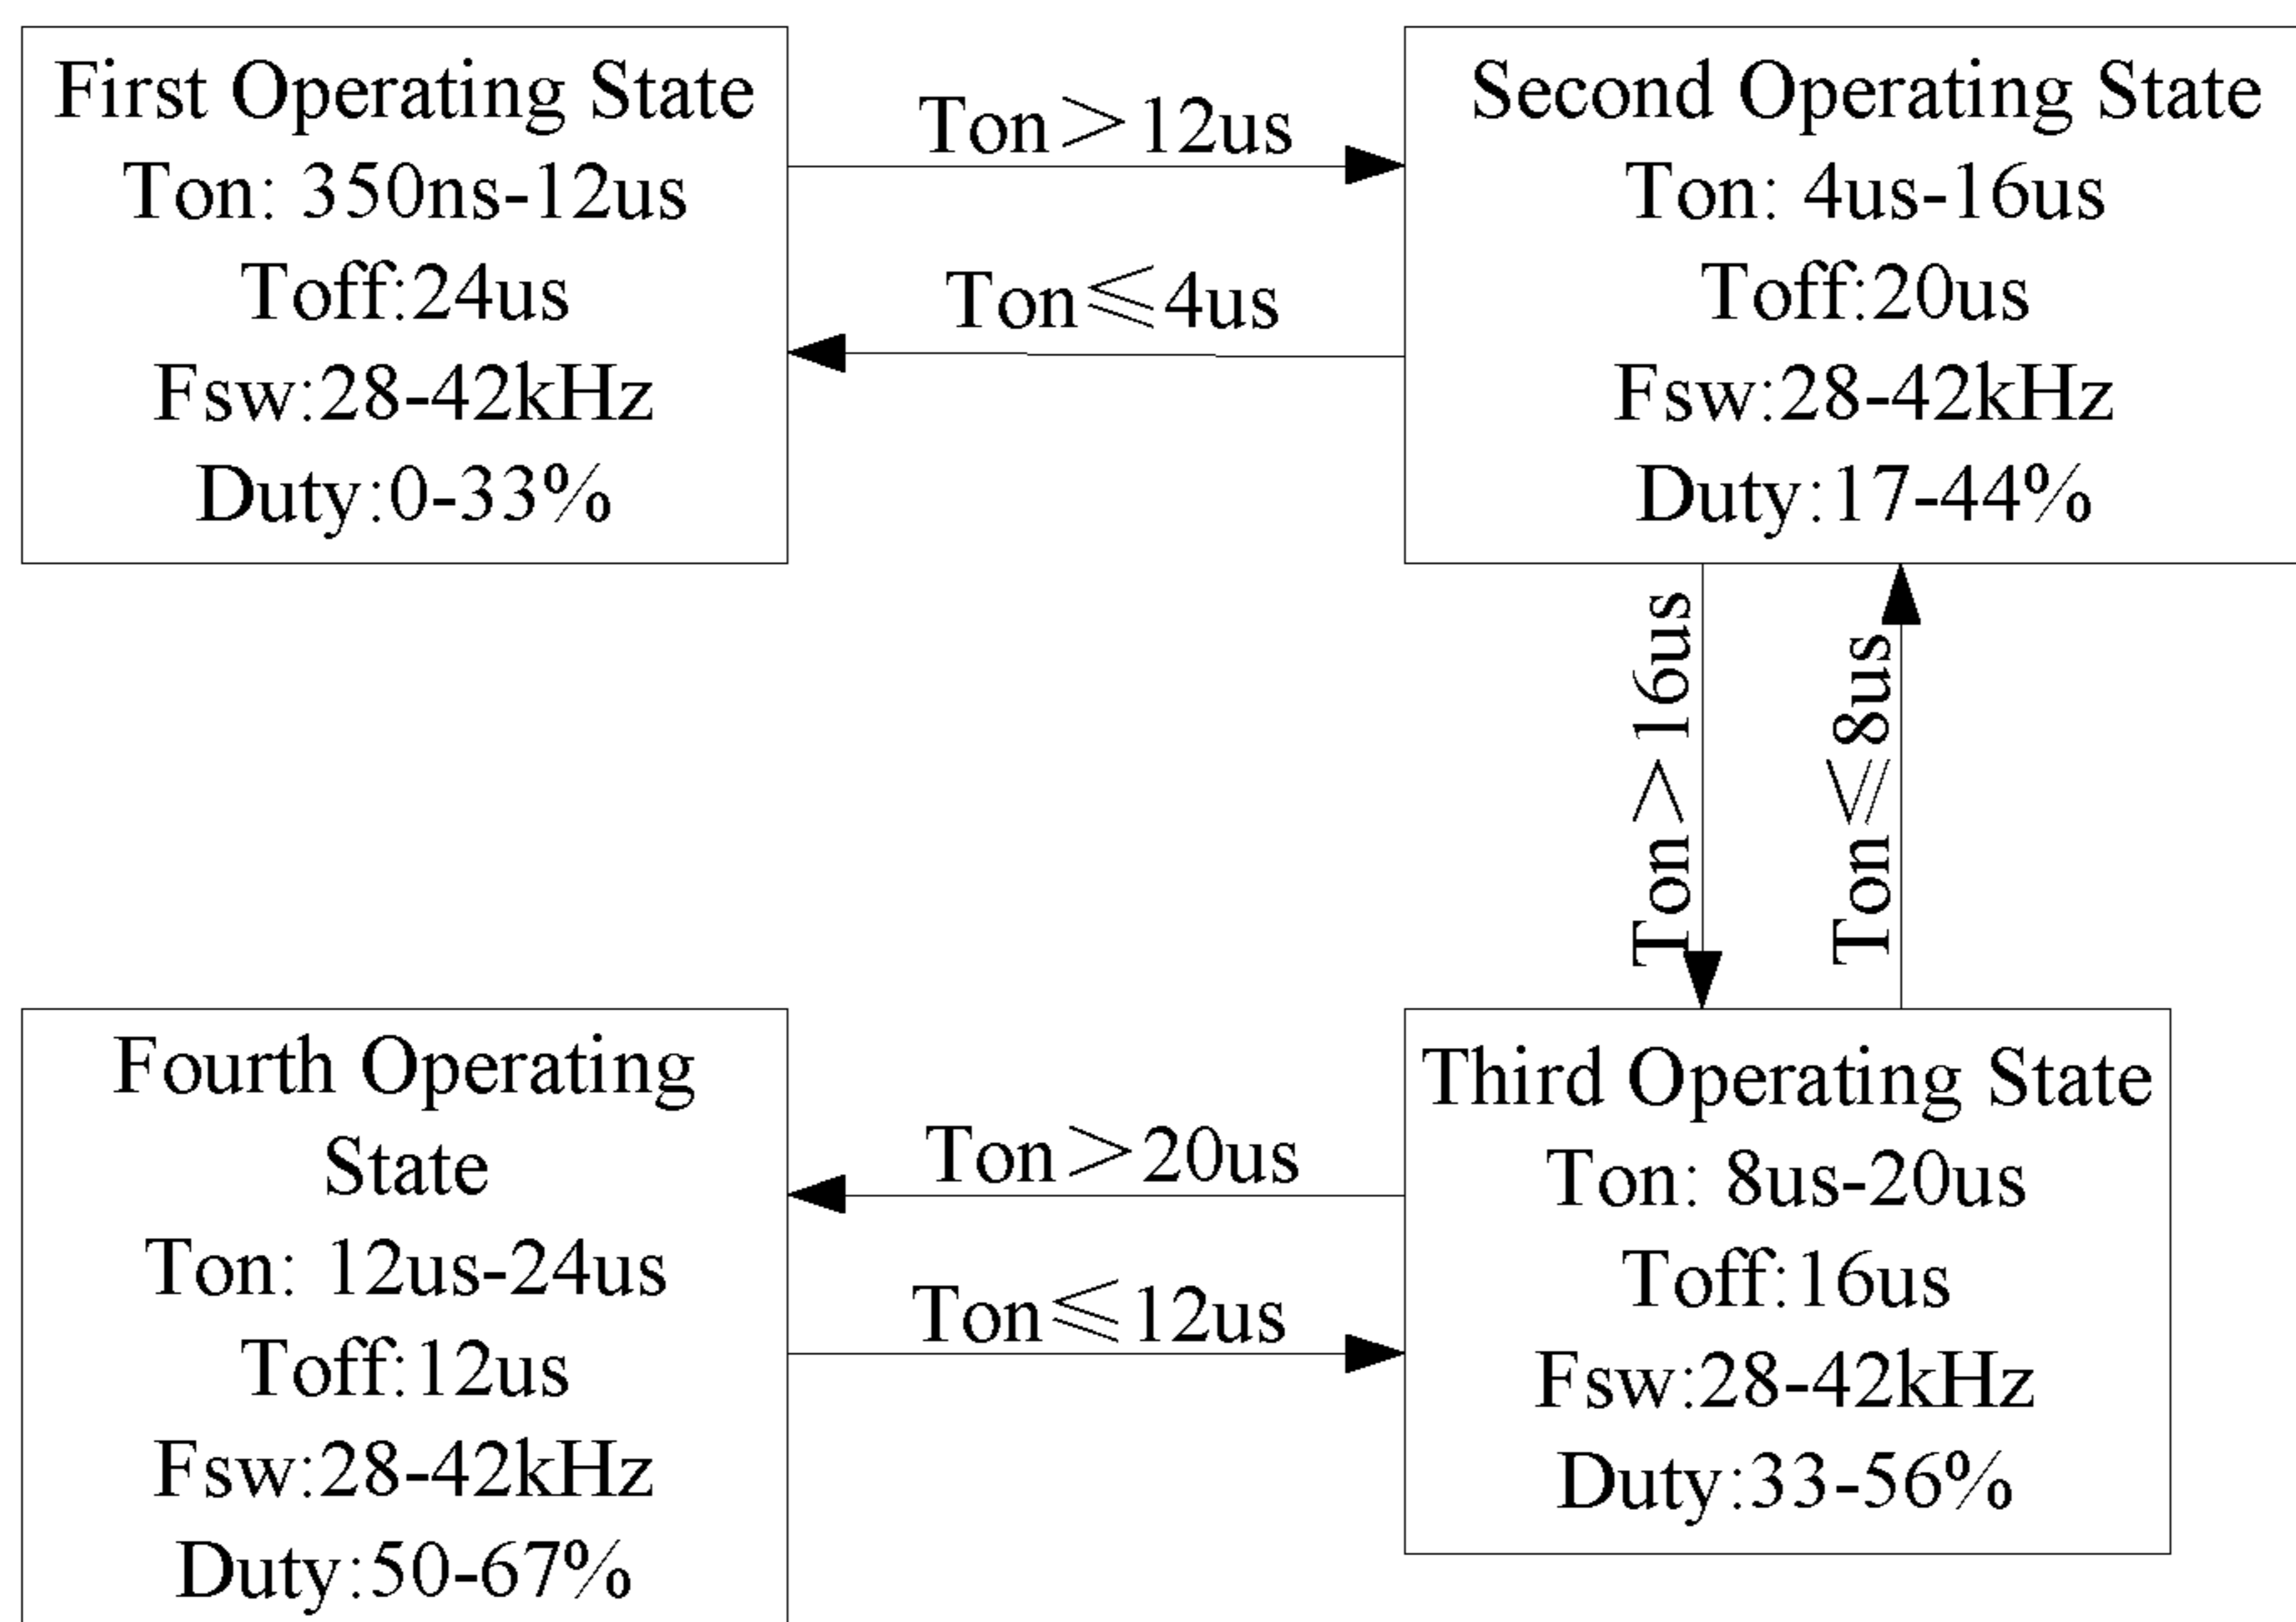 First Operating State
Ton: 350ns-12us
Toff:24us
Fsw:28-42kHz
Duty:0-33%
Ton>12us
Ton≤4us
Second Operating State
Ton: 4us-16us
Toff:20us
Fsw:28-42kHz
Duty:17-44%
Ton>16us
Ton≤8us
Fourth Operating
State
Ton: 12us-24us
Toff:12us
Fsw:28-42kHz
Duty:50-67%
Ton>20us
Ton≤12us
Third Operating State
Ton: 8us-20us
Toff:16us
Fsw:28-42kHz
Duty:33-56%